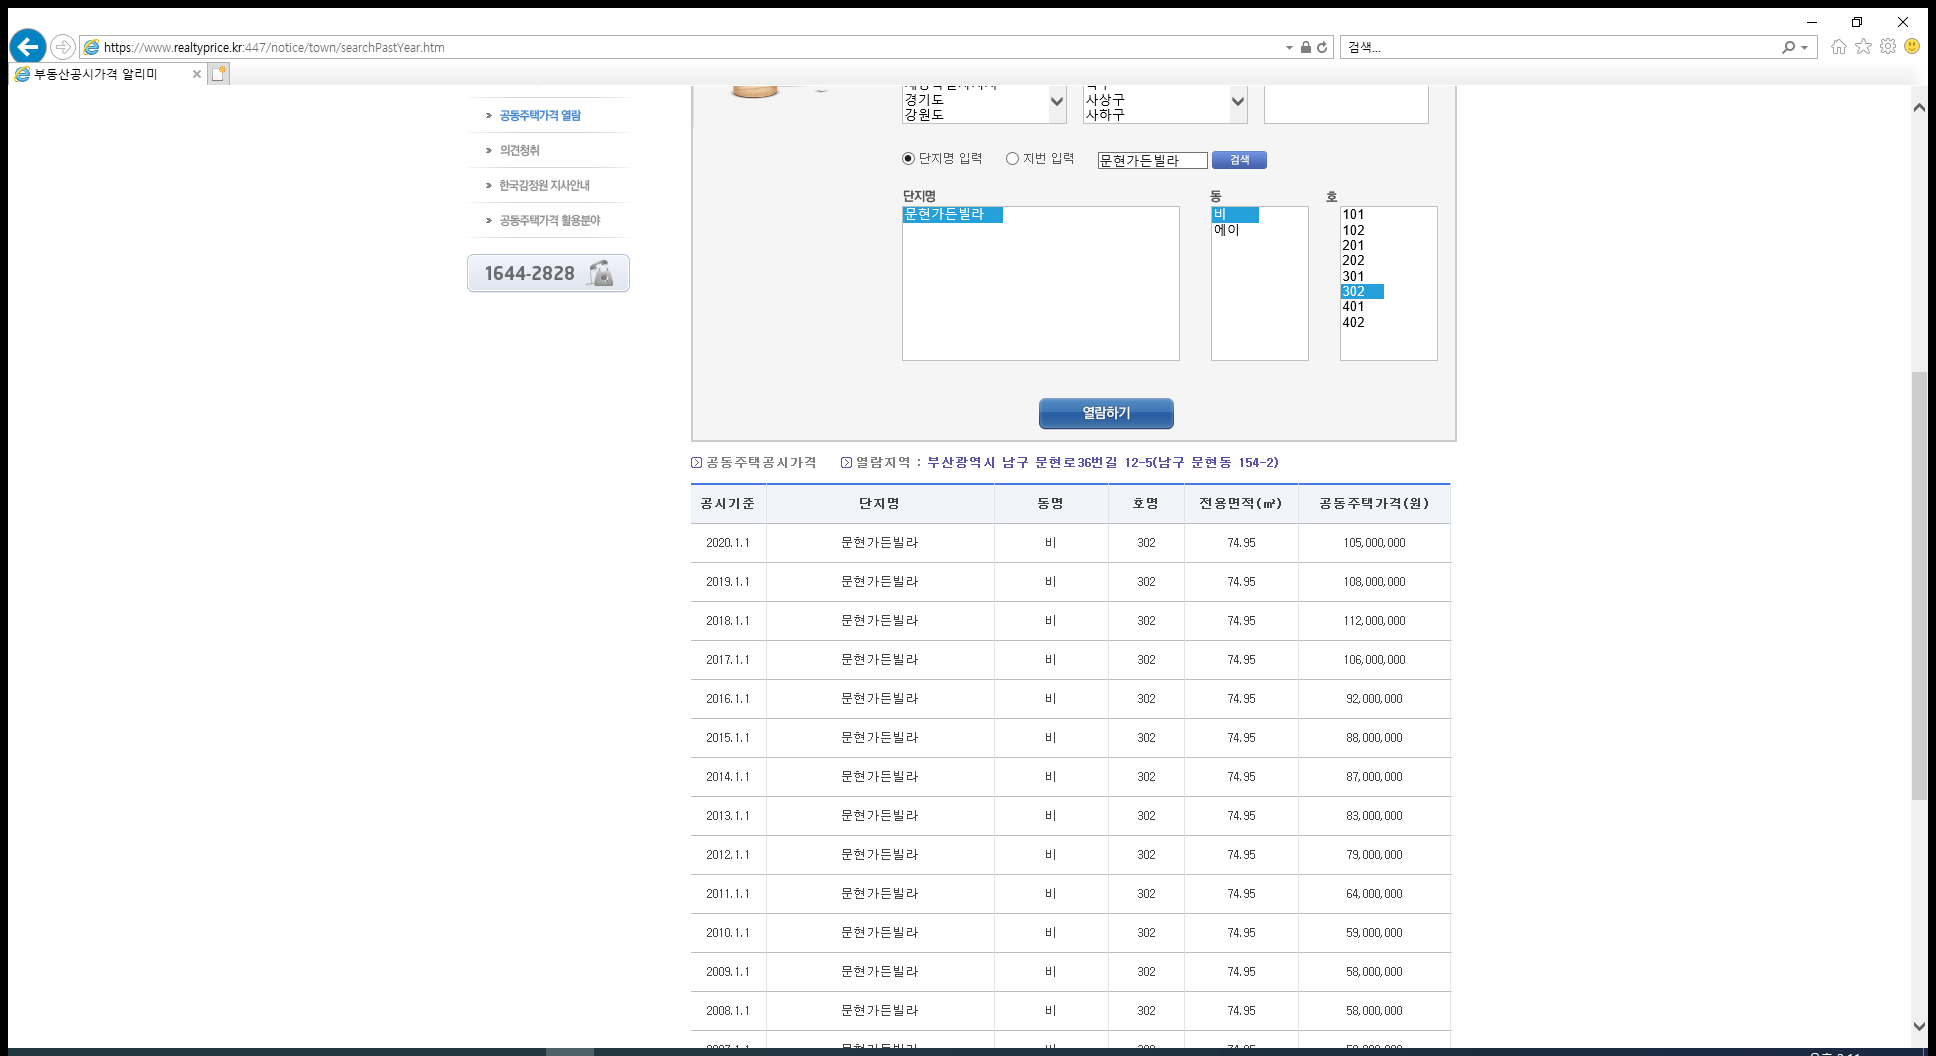 https://www.realtyprice.kr:447/notice/town/searchPastYear.htm
검색...
부동산공시가격 알리미
공동주택가격 열람
의견청취
한국감정원 지사안내
공동주택가격 활용분야
1644-2828
경기도
강원도
사상구
사하구
단지명 입력 지번 입력 문현가든빌라 검색
단지명 동 호
문현가든빌라
비
에이
101
102
201
202
301
302
401
402
열람하기
공동주택공시가격 열람지역 : 부산광역시 남구 문현로36번길 12-5(남구 문현동 154-2)
공시기준 단지명 동명 호명 전용면적(㎡) 공동주택가격(원)
2020.1.1 문현가든빌라 비 302 74.95 105,000,000
2019.1.1 문현가든빌라 비 302 74.95 108,000,000
2018.1.1 문현가든빌라 비 302 74.95 112,000,000
2017.1.1 문현가든빌라 비 302 74.95 106,000,000
2016.1.1 문현가든빌라 비 302 74.95 92,000,000
2015.1.1 문현가든빌라 비 302 74.95 88,000,000
2014.1.1 문현가든빌라 비 302 74.95 87,000,000
2013.1.1 문현가든빌라 비 302 74.95 83,000,000
2012.1.1 문현가든빌라 비 302 74.95 79,000,000
2011.1.1 문현가든빌라 비 302 74.95 64,000,000
2010.1.1 문현가든빌라 비 302 74.95 59,000,000
2009.1.1 문현가든빌라 비 302 74.95 58,000,000
2008.1.1 문현가든빌라 비 302 74.95 58,000,000